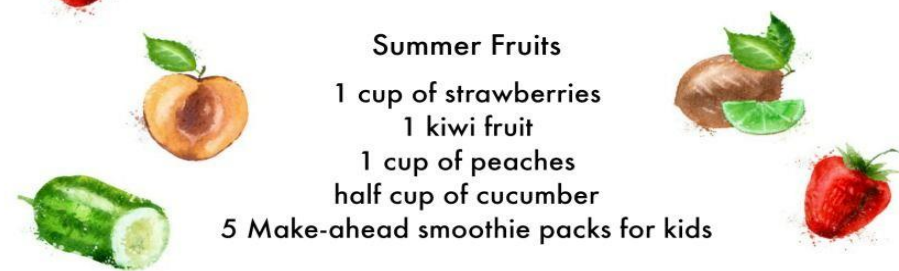 Summer Fruits
1 cup of strawberries
1 kiwi fruit
1 cup of peaches
half cup of cucumber
5 Make-ahead smoothie packs for kids